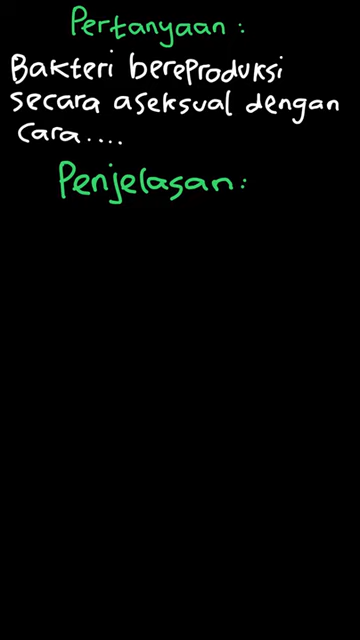 Pertanyaan :
Bakteri bereproduksi
secara aseksual dengan
cara....
Penjelasan :